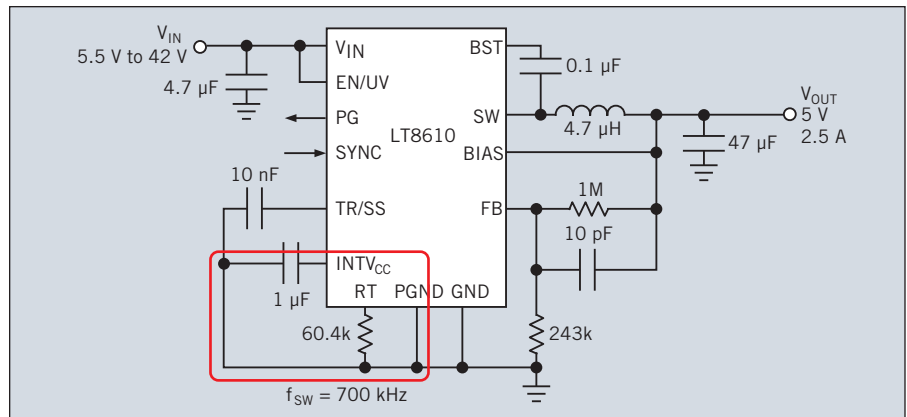 V_IN
5.5 V to 42 V
4.7 µF
V_IN
EN/UV
PG
SYNC
10 nF
TR/SS
INTV_CC
1 µF
RT
PGND
GND
60.4k
f_SW = 700 kHz
LT8610
BST
0.1 µF
SW
4.7 µH
BIAS
FB
1M
10 pF
243k
V_OUT
5 V
2.5 A
47 µF